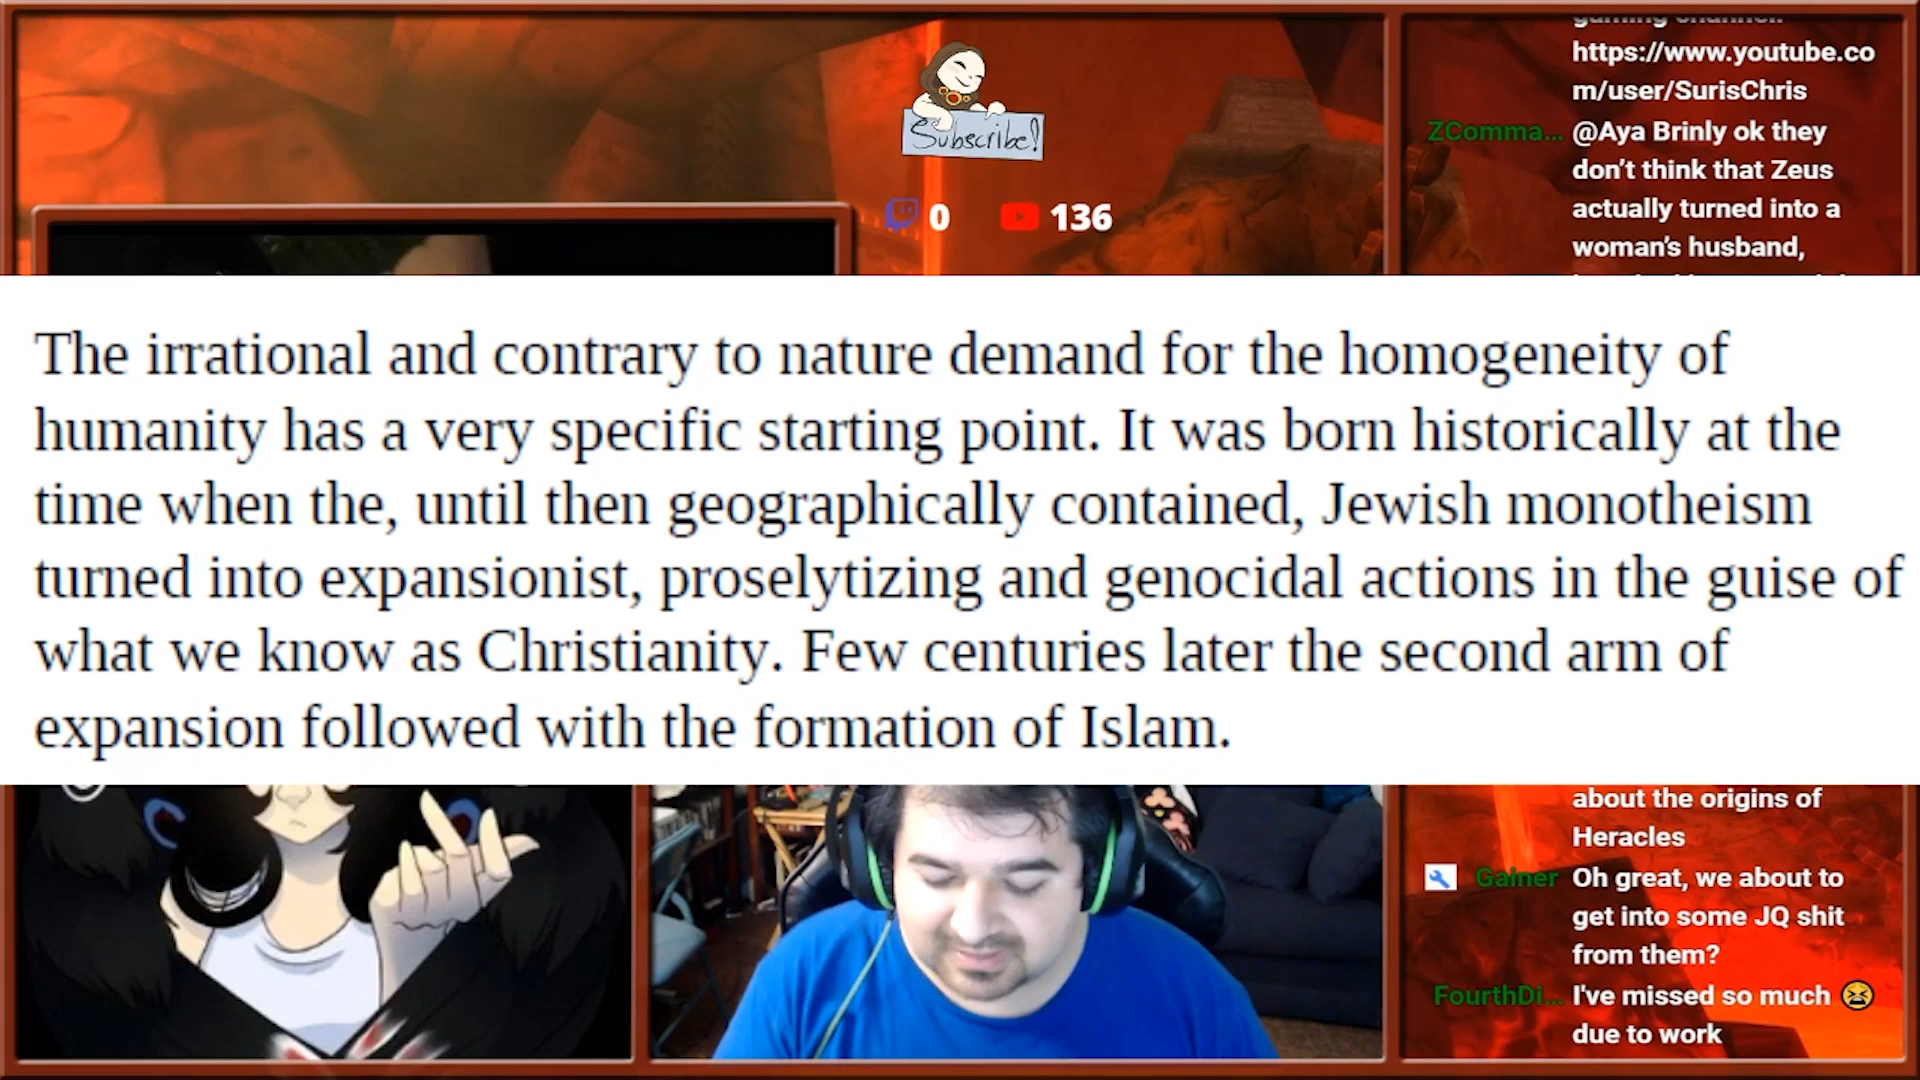 Subscribe!
0 136
https://www.youtube.co
m/user/SurisChris
ZComma... @Aya Brinly ok they
don't think that Zeus
actually turned into a
woman's husband,
The irrational and contrary to nature demand for the homogeneity of
humanity has a very specific starting point. It was born historically at the
time when the, until then geographically contained, Jewish monotheism
turned into expansionist, proselytizing and genocidal actions in the guise of
what we know as Christianity. Few centuries later the second arm of
expansion followed with the formation of Islam.
about the origins of
Heracles
Gainer Oh great, we about to
get into some JQ shit
from them?
FourthDi... I've missed so much 😫
due to work